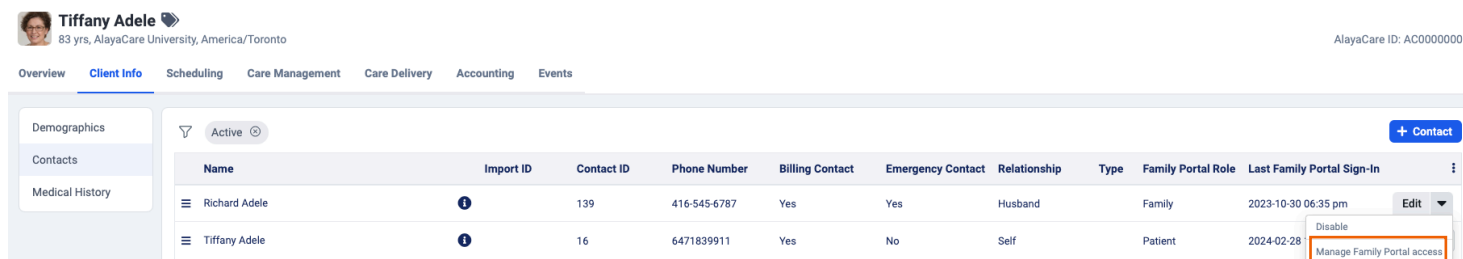 Tiffany Adele
83 yrs, AlayaCare University, America/Toronto
AlayaCare ID: AC0000000
Overview Client Info Scheduling Care Management Care Delivery Accounting Events
Demographics
Contacts
Medical History
Active
+ Contact
Name Import ID Contact ID Phone Number Billing Contact Emergency Contact Relationship Type Family Portal Role Last Family Portal Sign-In
Richard Adele 139 416-545-6787 Yes Yes Husband Family 2023-10-30 06:35 pm Edit
Tiffany Adele 16 6471839911 Yes No Self Patient 2024-02-28
Disable
Manage Family Portal access